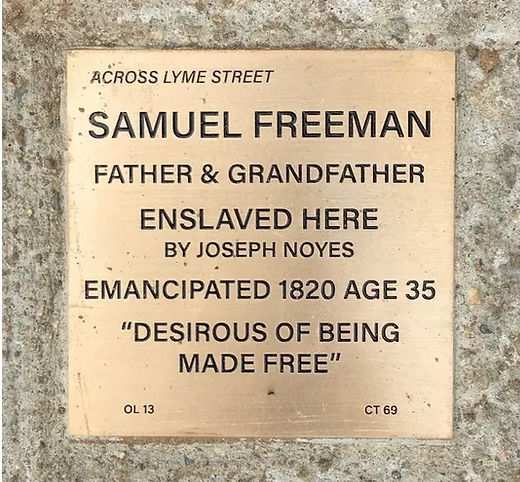 ACROSS LYME STREET
SAMUEL FREEMAN
FATHER & GRANDFATHER
ENSLAVED HERE
BY JOSEPH NOYES
EMANCIPATED 1820 AGE 35
“DESIROUS OF BEING
MADE FREE”
OL 13 CT 69